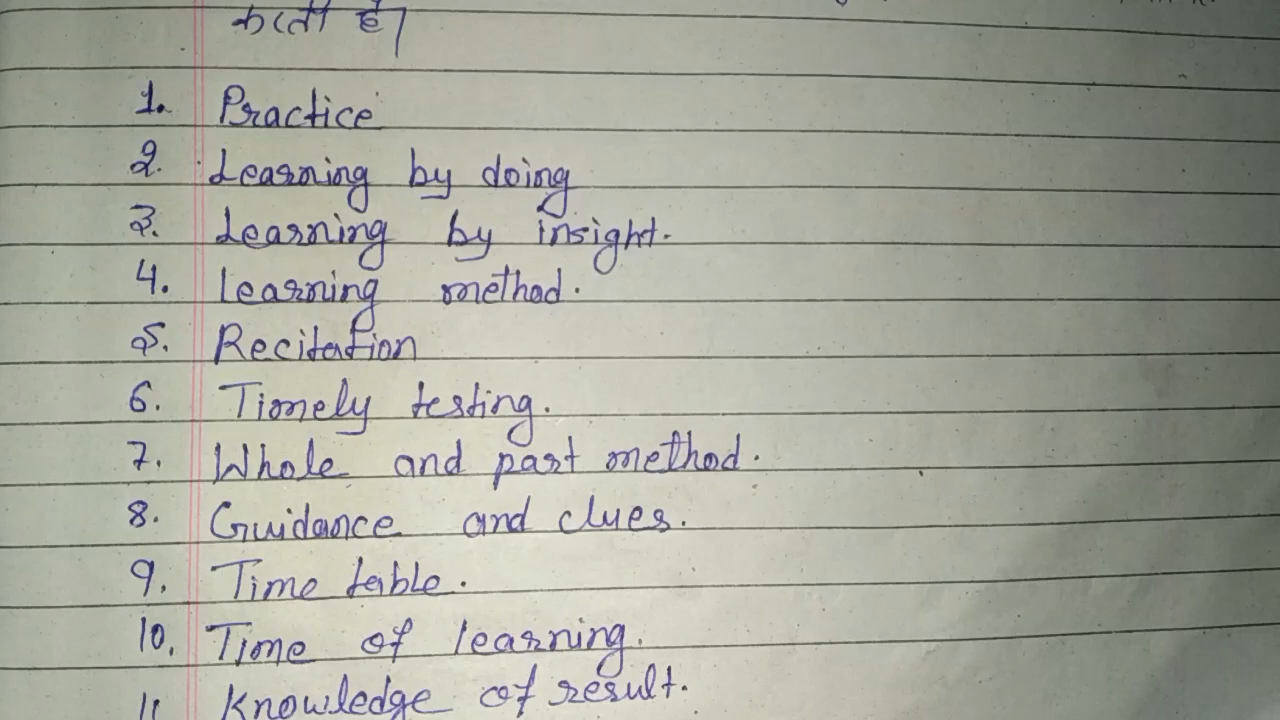 करती है।
1. Practice
2. Learning by doing
3. Learning by insight.
4. Learning method.
5. Recitation
6. Timely testing.
7. Whole and part method.
8. Guidance and clues.
9. Time table.
10. Time of learning.
11 Knowledge of result.